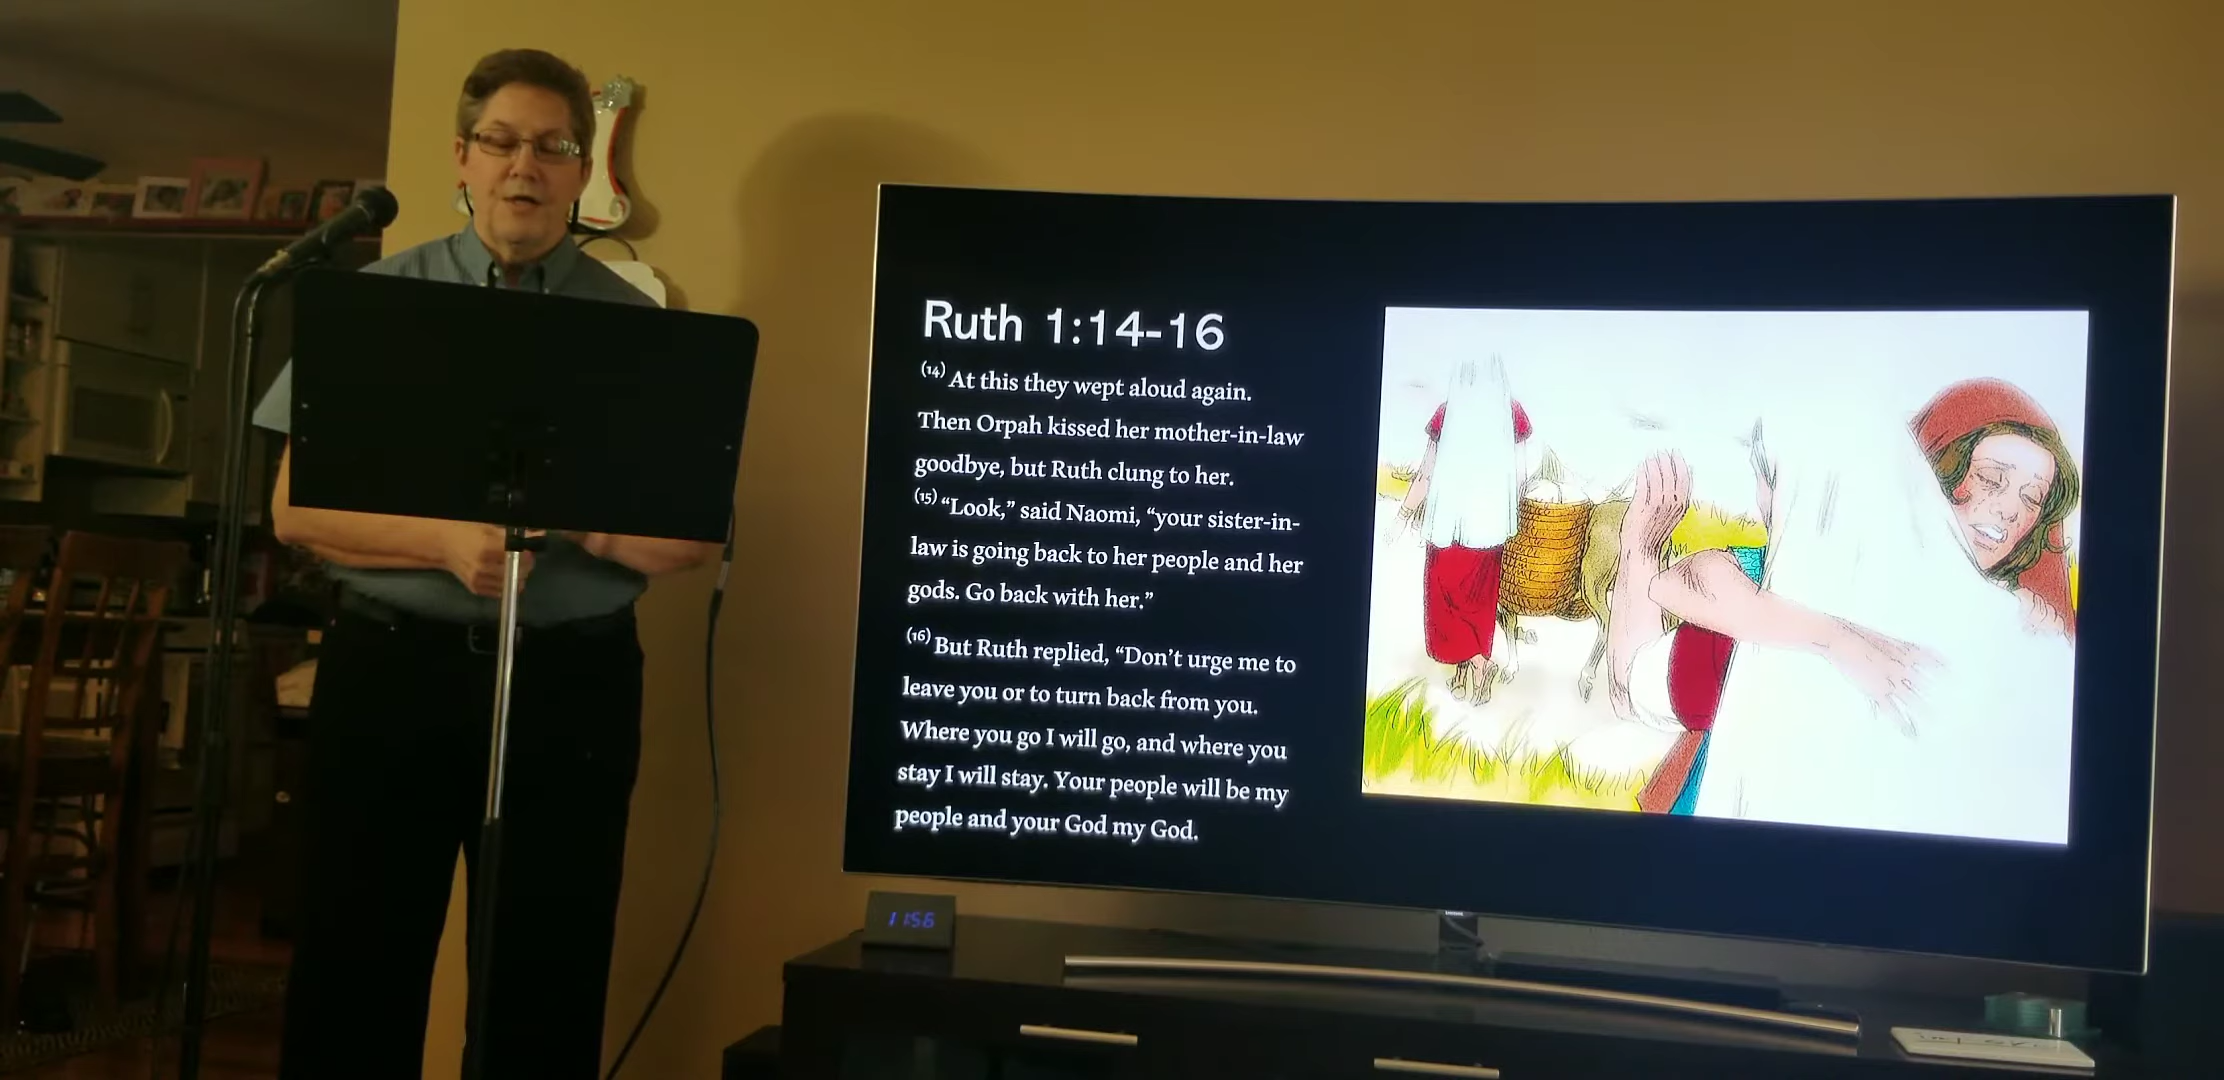 Ruth 1:14-16
(14) At this they wept aloud again.
Then Orpah kissed her mother-in-law
goodbye, but Ruth clung to her.
(15) “Look,” said Naomi, “your sister-in-
law is going back to her people and her
gods. Go back with her.”
(16) But Ruth replied, “Don’t urge me to
leave you or to turn back from you.
Where you go I will go, and where you
stay I will stay. Your people will be my
people and your God my God.
11:56